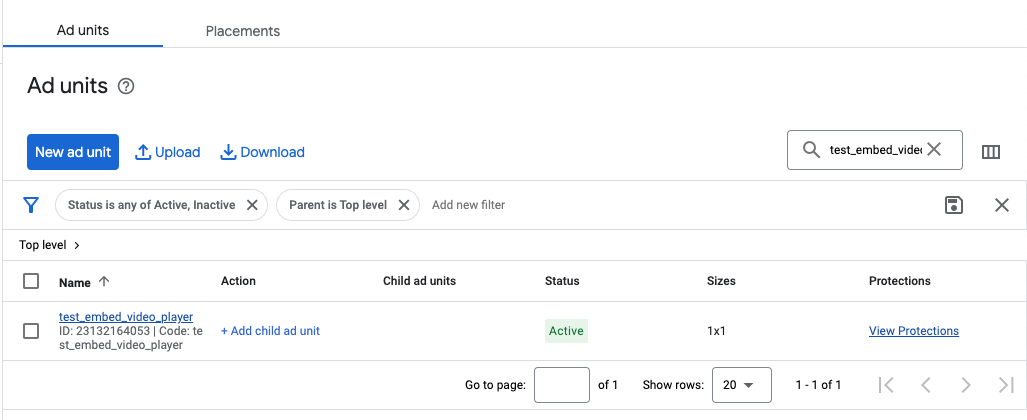 Ad units Placements
Ad units
New ad unit Upload Download test_embed_vide
Status is any of Active, Inactive Parent is Top level Add new filter
Top level
Name Action Child ad units Status Sizes Protections
test_embed_video_player
ID: 23132164053 | Code: te
st_embed_video_player
+ Add child ad unit Active 1x1 View Protections
Go to page: of 1 Show rows: 20 1 - 1 of 1